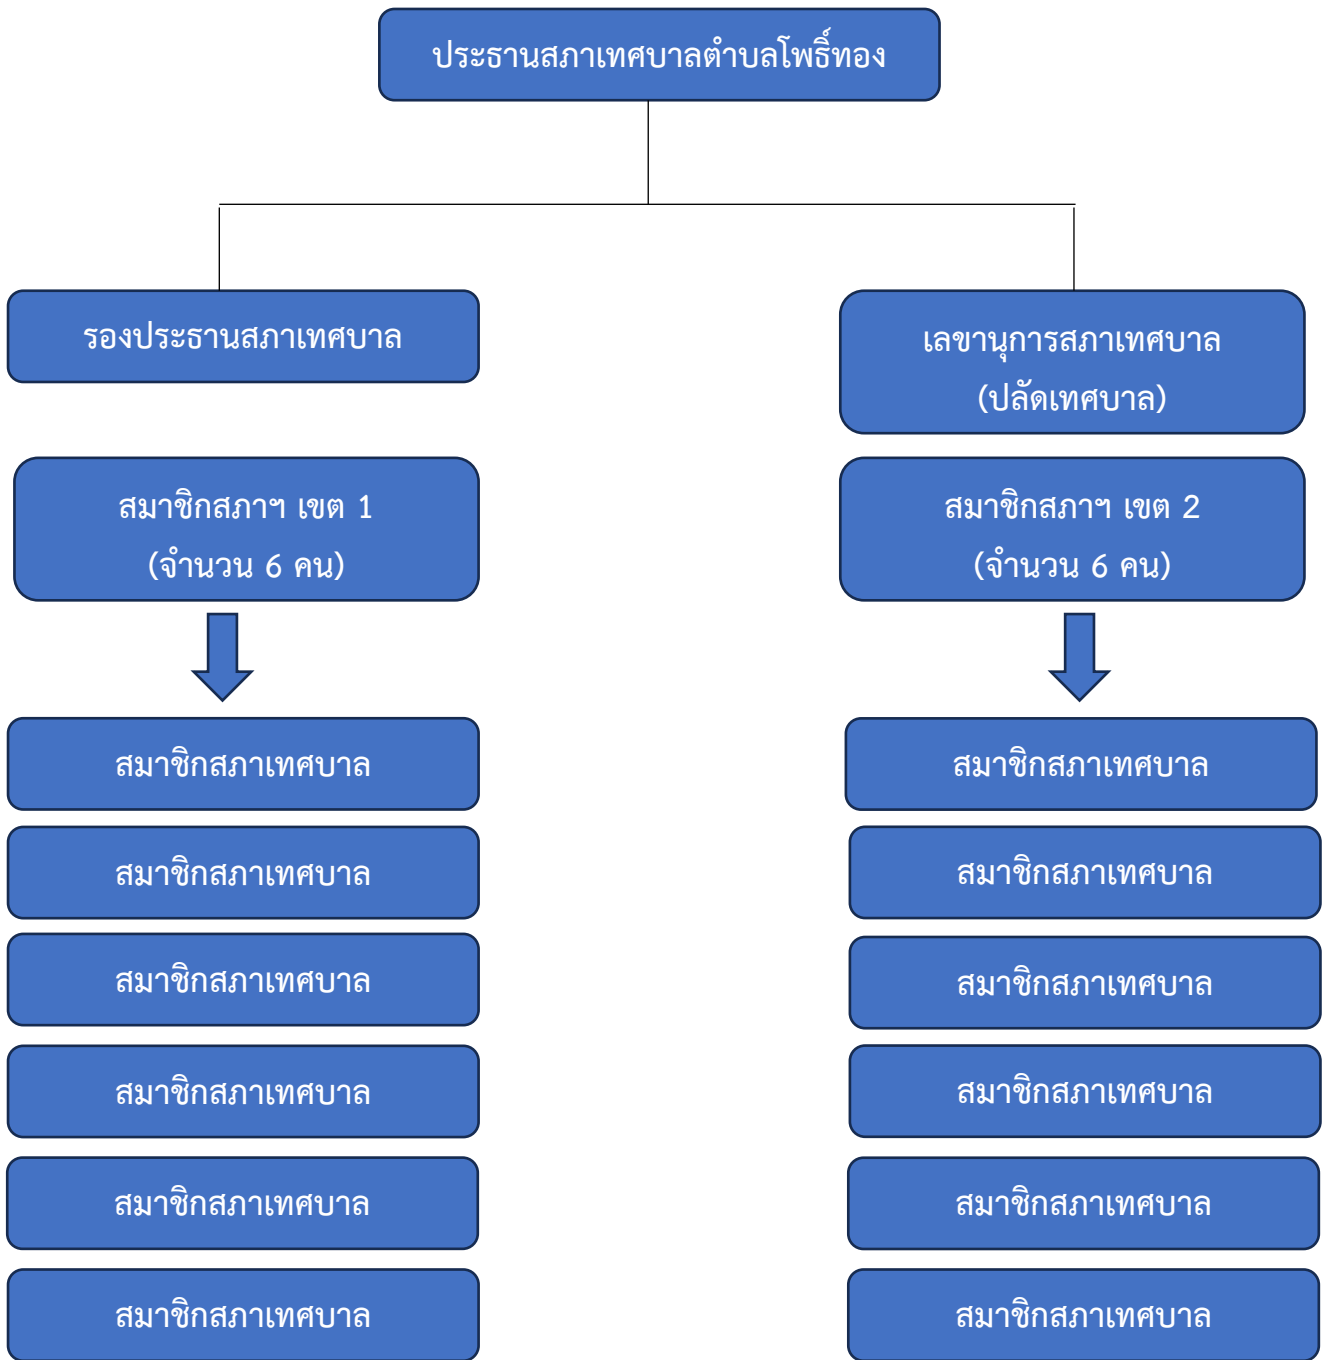 ประธานสภาเทศบาลตำบลโพธิ์ทอง
รองประธานสภาเทศบาล
เลขานุการสภาเทศบาล
(ปลัดเทศบาล)
สมาชิกสภาฯ เขต 1
(จำนวน 6 คน)
สมาชิกสภาฯ เขต 2
(จำนวน 6 คน)
สมาชิกสภาเทศบาล
สมาชิกสภาเทศบาล
สมาชิกสภาเทศบาล
สมาชิกสภาเทศบาล
สมาชิกสภาเทศบาล
สมาชิกสภาเทศบาล
สมาชิกสภาเทศบาล
สมาชิกสภาเทศบาล
สมาชิกสภาเทศบาล
สมาชิกสภาเทศบาล
สมาชิกสภาเทศบาล
สมาชิกสภาเทศบาล